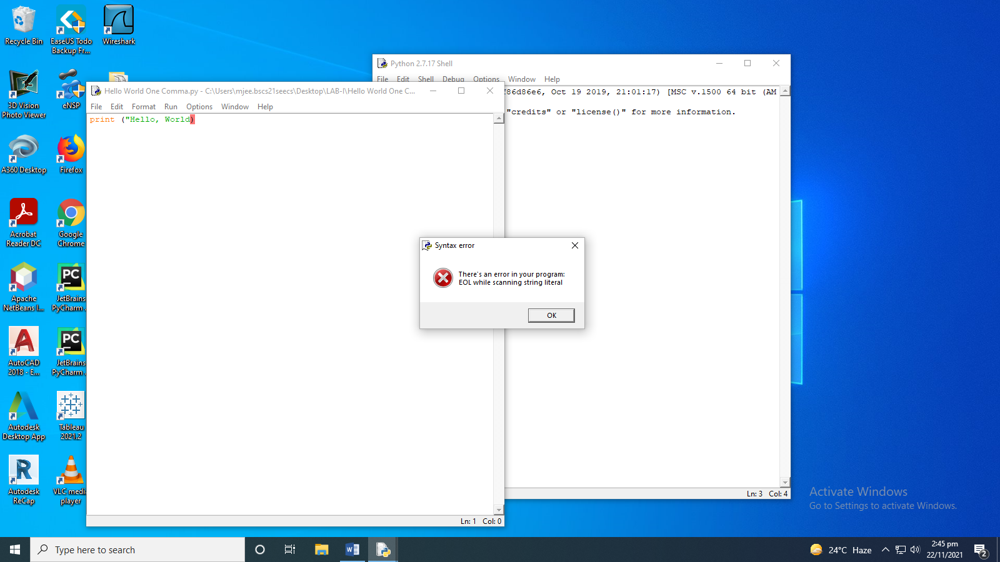 Recycle Bin
EaseUS Todo
Backup Fr...
Wireshark
3D Vision
Photo Viewer
eNSP
A360 Desktop
Firefox
Acrobat
Reader DC
Google
Chrome
Apache
NetBeans I...
JetBrains
PyCharm ...
AutoCAD
2018 - E...
JetBrains
PyCharm ...
Autodesk
Desktop App
Tableau
2021.2
Autodesk
ReCap
VLC medi
player
Python 2.7.17 Shell
File Edit Shell Debug Options Window Help
f86d86e6, Oct 19 2019, 21:01:17) [MSC v.1500 64 bit (AM
"credits" or "license()" for more information.
Ln: 3 Col: 4
Hello World One Comma.py - C:\Users\mjee.bscs21seecs\Desktop\LAB-I\Hello World One C...
File Edit Format Run Options Window Help
print ("Hello, World)
Ln: 1 Col: 0
Syntax error
There's an error in your program:
EOL while scanning string literal
OK
Activate Windows
Go to Settings to activate Windows.
Type here to search
24°C Haze
2:45 pm
22/11/2021
2